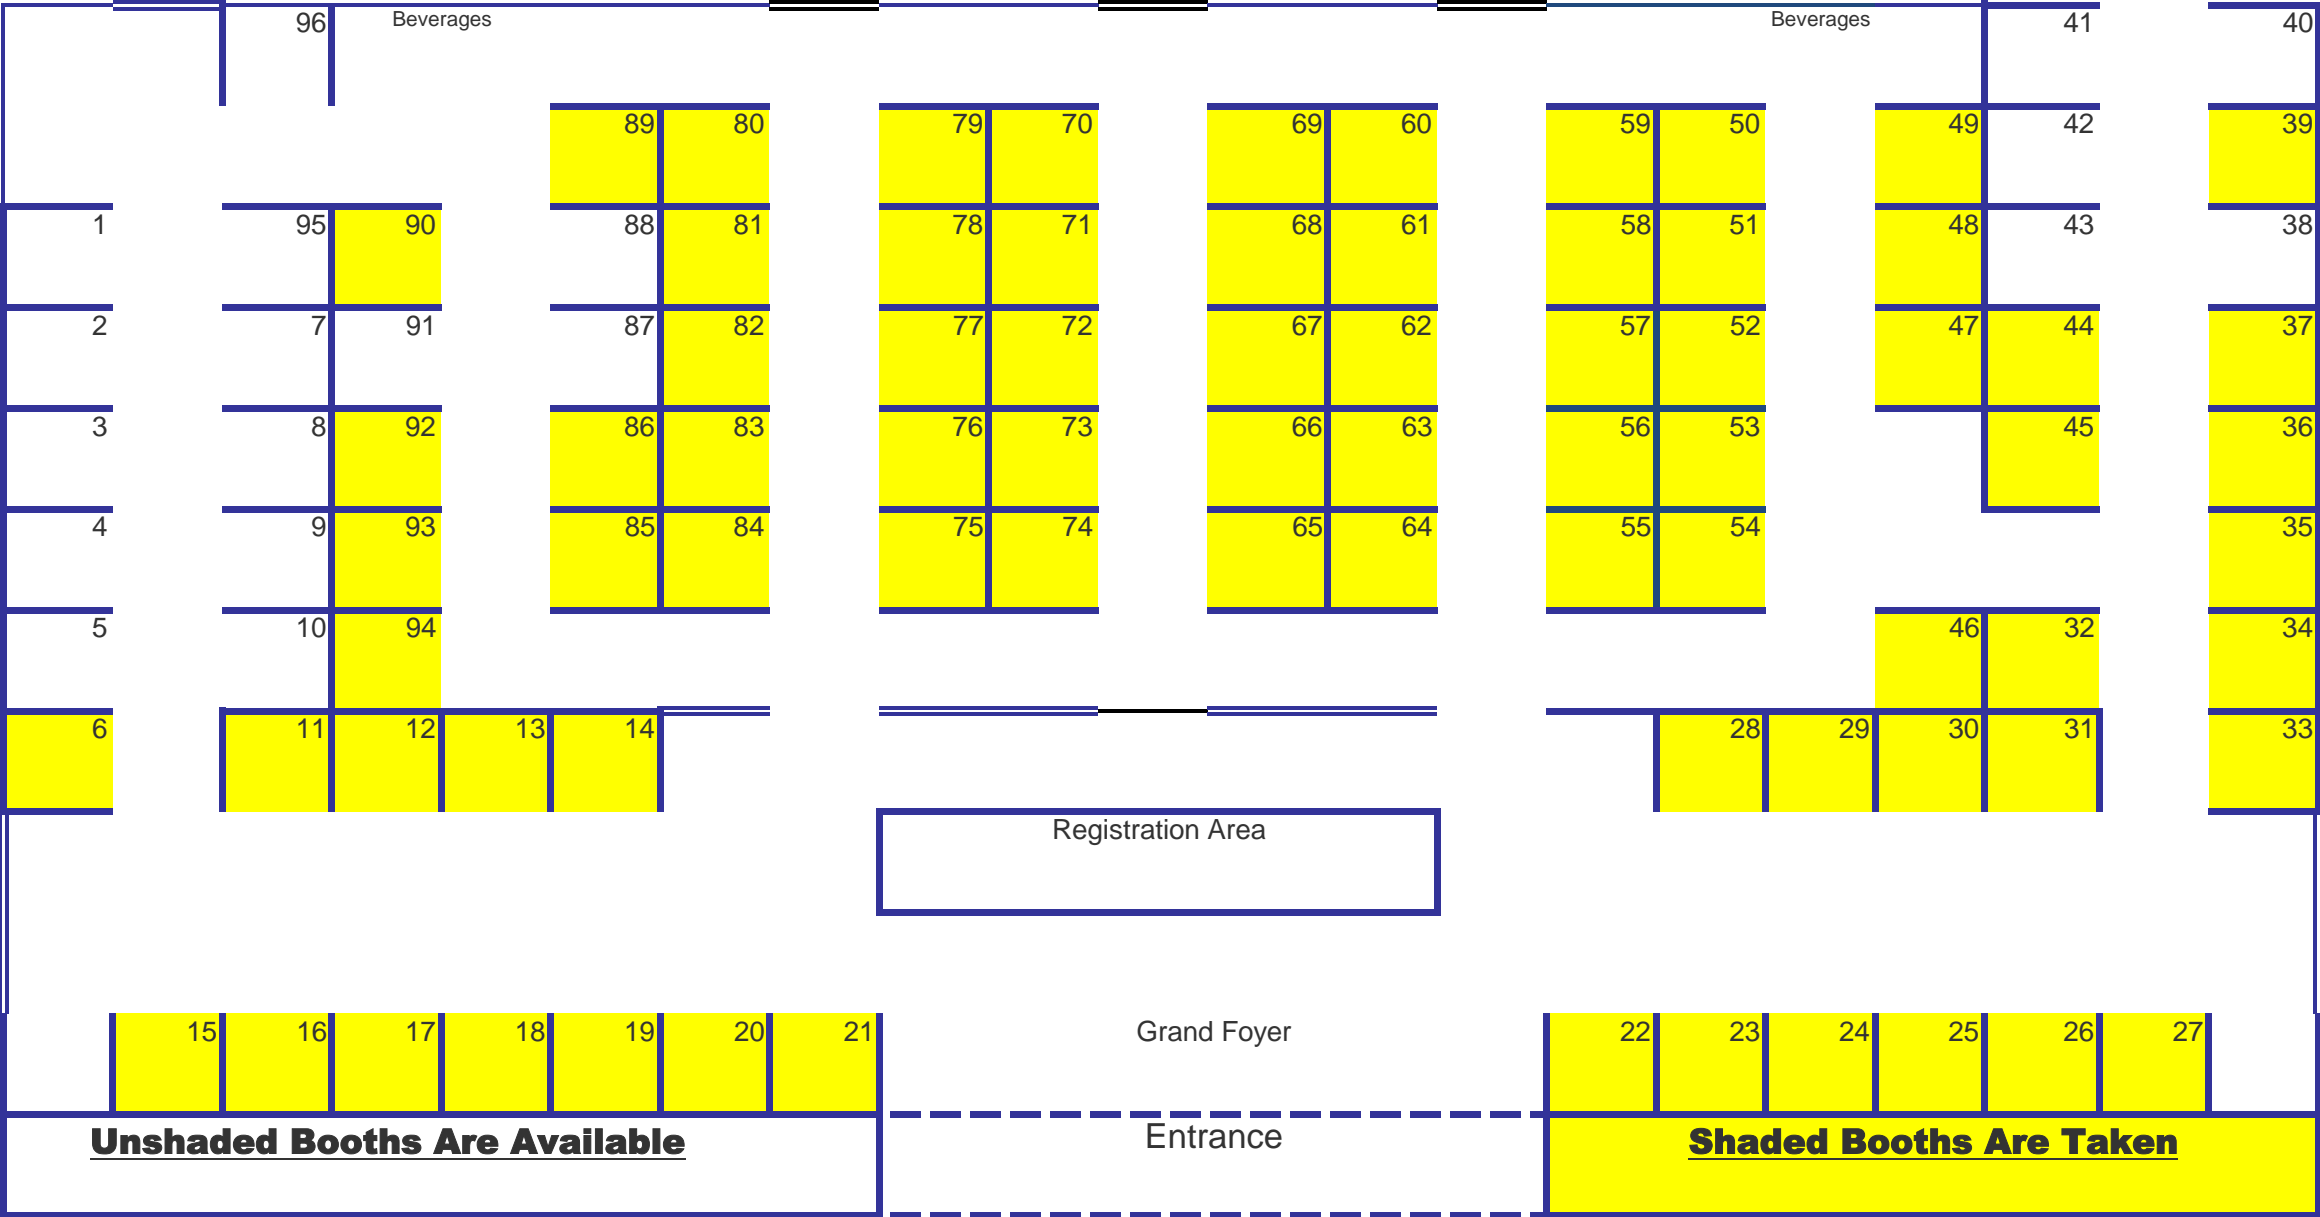 96 Beverages Beverages 41 40
89 80 79 70 69 60 59 50 49 42 39
1 95 90 88 81 78 71 68 61 58 51 48 43 38
2 7 91 87 82 77 72 67 62 57 52 47 44 37
3 8 92 86 83 76 73 66 63 56 53 45 36
4 9 93 85 84 75 74 65 64 55 54 35
5 10 94 46 32 34
6 11 12 13 14 28 29 30 31 33
Registration Area
15 16 17 18 19 20 21 Grand Foyer 22 23 24 25 26 27
Unshaded Booths Are Available Entrance Shaded Booths Are Taken